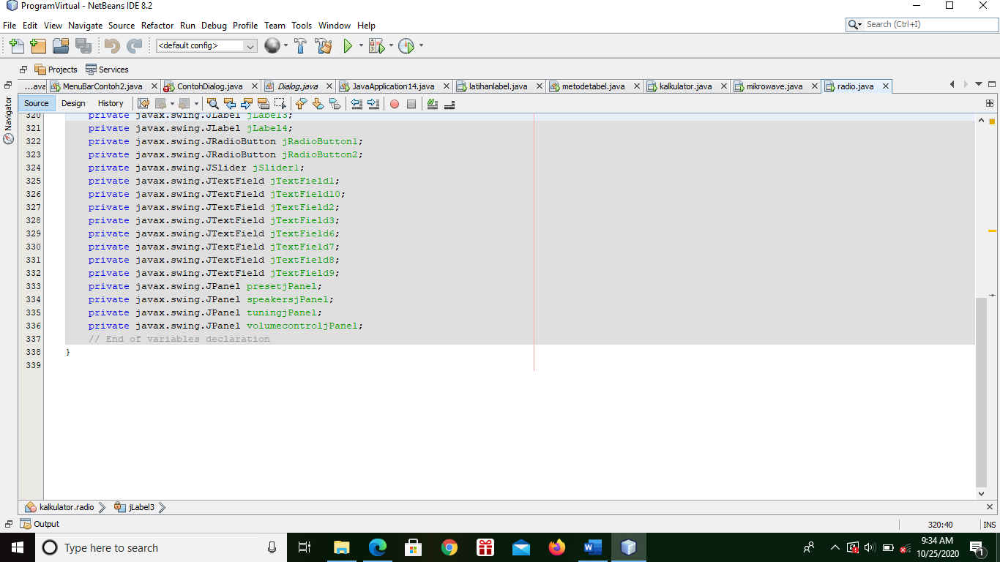 ProgramVirtual - NetBeans IDE 8.2
File Edit View Navigate Source Refactor Run Debug Profile Team Tools Window Help
Search (Ctrl+I)
<default config>
Projects Services
...ava MenuBarContoh2.java ContohDialog.java Dialog.java JavaApplication14.java latihanlabel.java metodetabel.java kalkulator.java mikrowave.java radio.java
Source Design History
Navigator
320 private javax.swing.JLabel jLabel3;
321 private javax.swing.JLabel jLabel4;
322 private javax.swing.JRadioButton jRadioButton1;
323 private javax.swing.JRadioButton jRadioButton2;
324 private javax.swing.JSlider jSlider1;
325 private javax.swing.JTextField jTextField1;
326 private javax.swing.JTextField jTextField10;
327 private javax.swing.JTextField jTextField2;
328 private javax.swing.JTextField jTextField3;
329 private javax.swing.JTextField jTextField6;
330 private javax.swing.JTextField jTextField7;
331 private javax.swing.JTextField jTextField8;
332 private javax.swing.JTextField jTextField9;
333 private javax.swing.JPanel presetjPanel;
334 private javax.swing.JPanel speakersjPanel;
335 private javax.swing.JPanel tuningjPanel;
336 private javax.swing.JPanel volumecontroljPanel;
337 // End of variables declaration
338 }
339
kalkulator.radio jLabel3
Output
320:40 INS
Type here to search
9:34 AM
10/25/2020
1